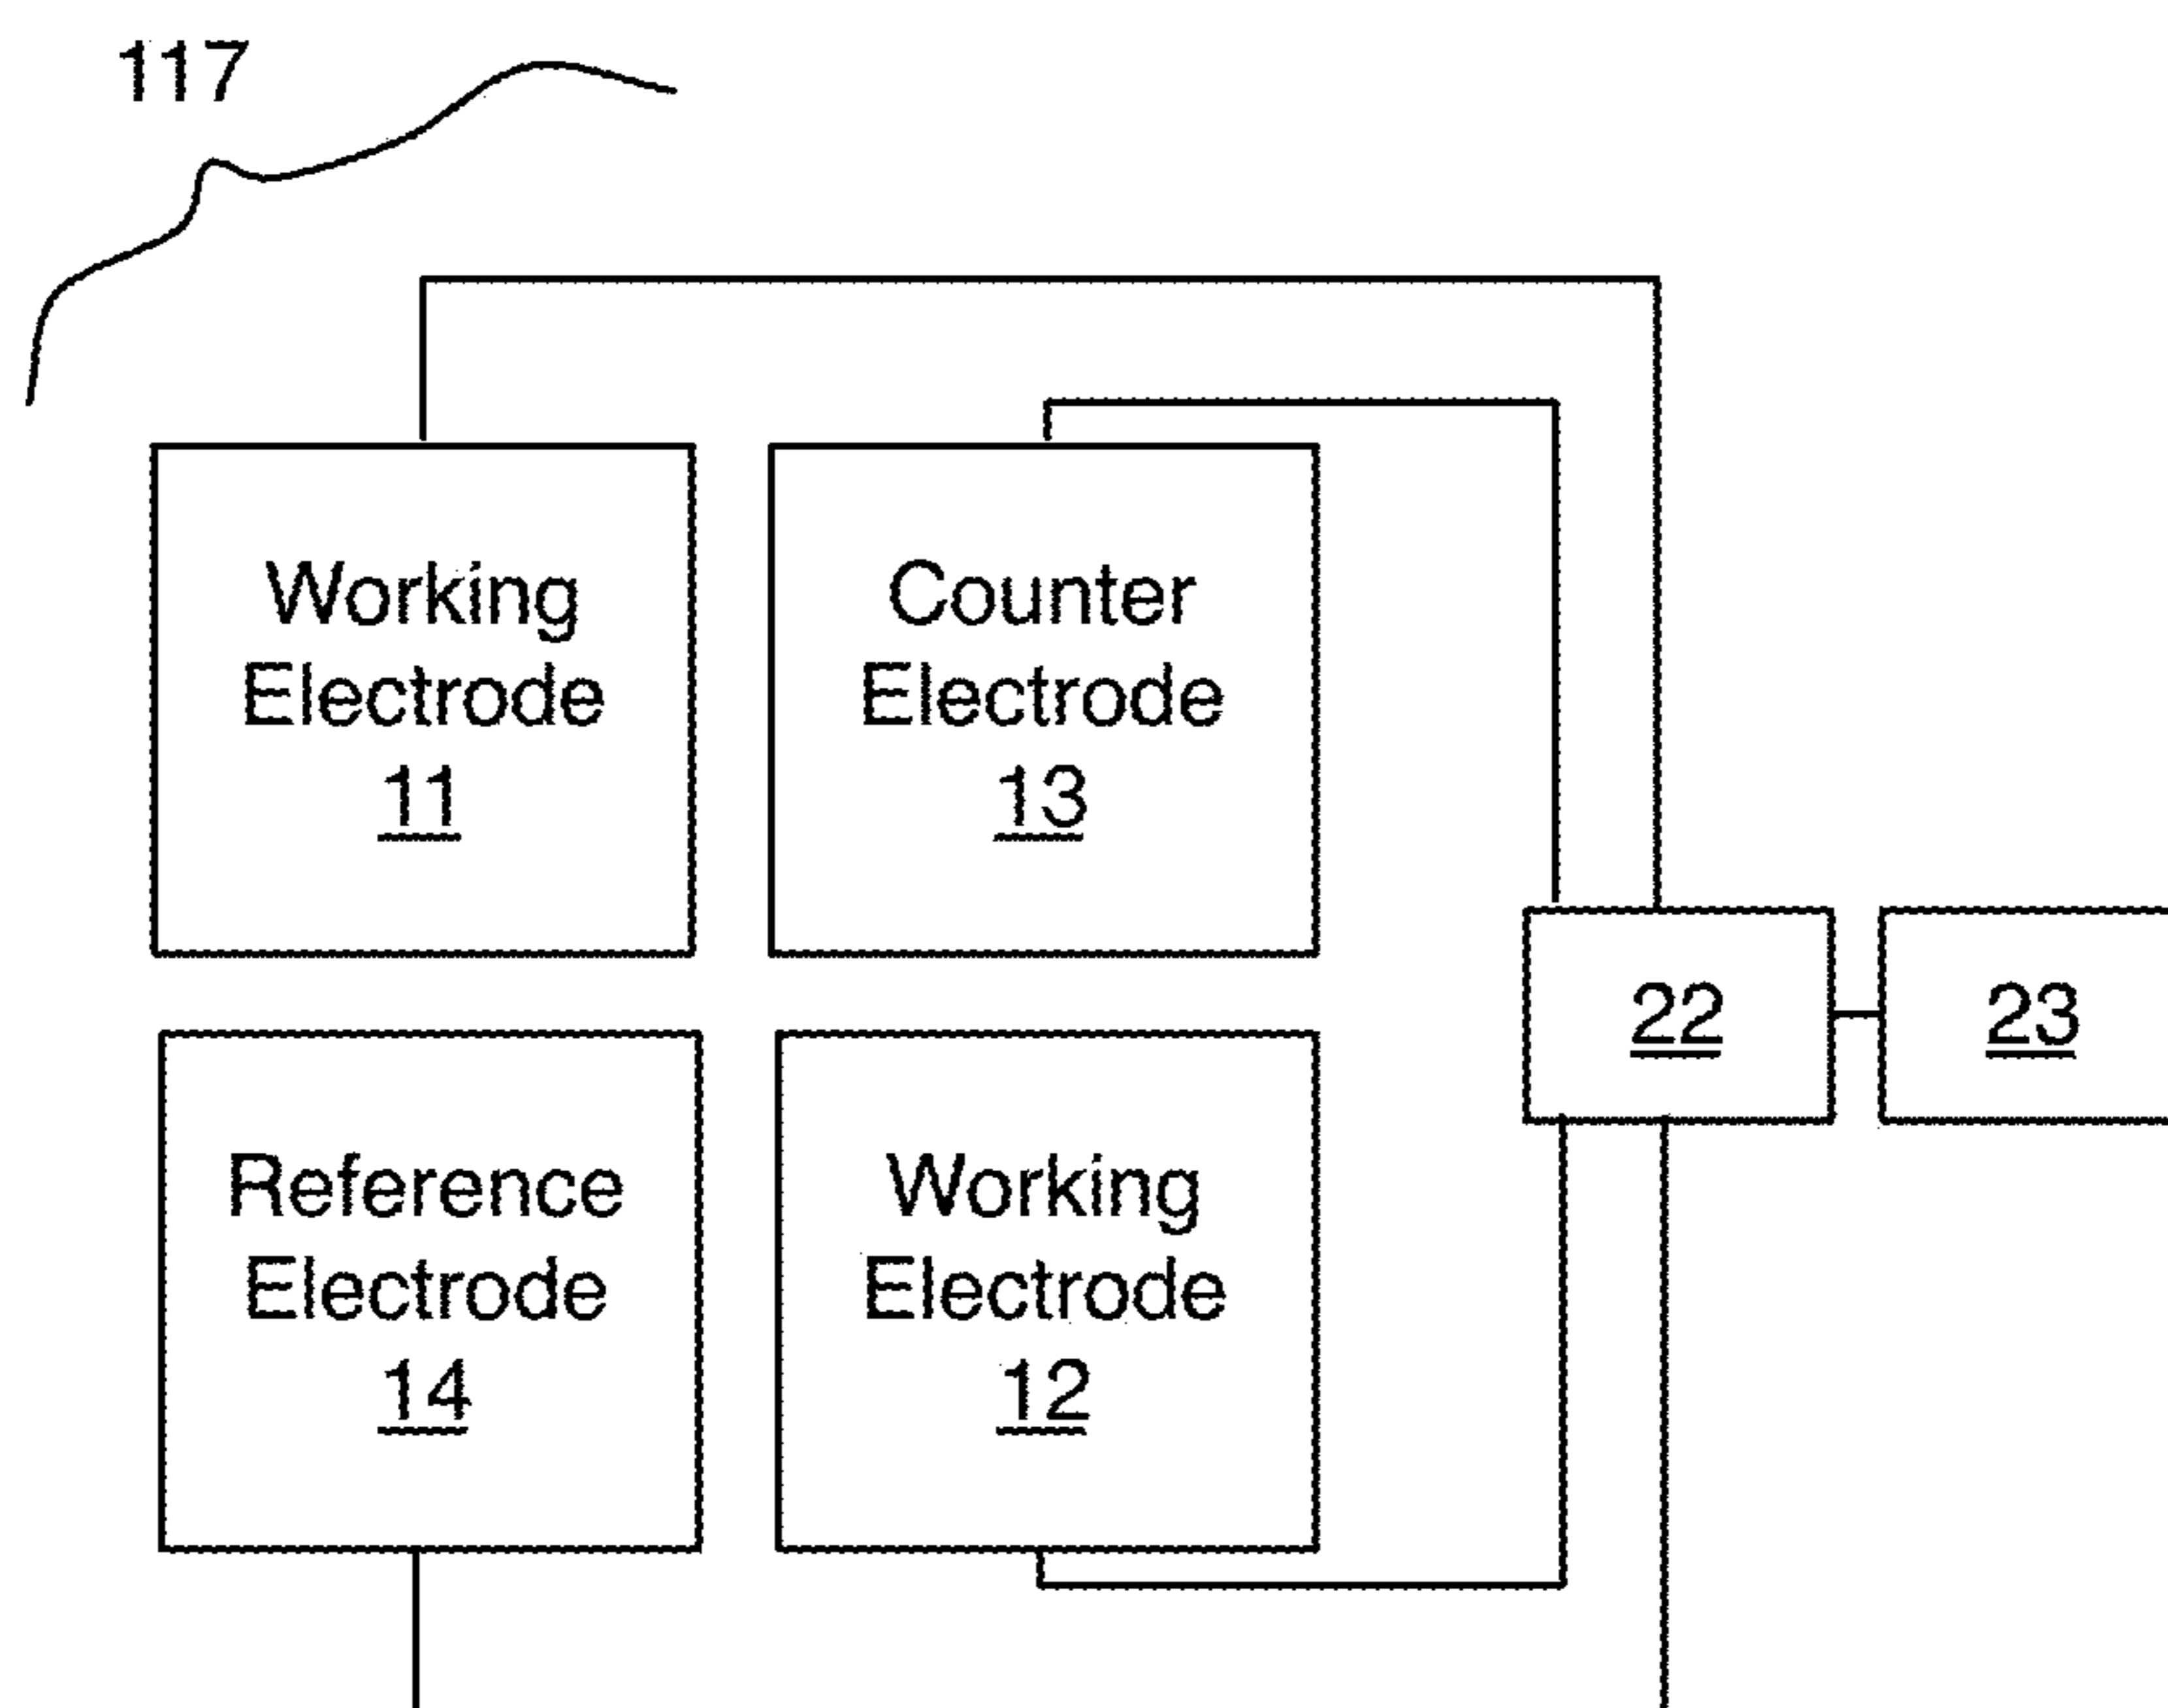 117
Working
Electrode
11
Counter
Electrode
13
22
23
Reference
Electrode
14
Working
Electrode
12